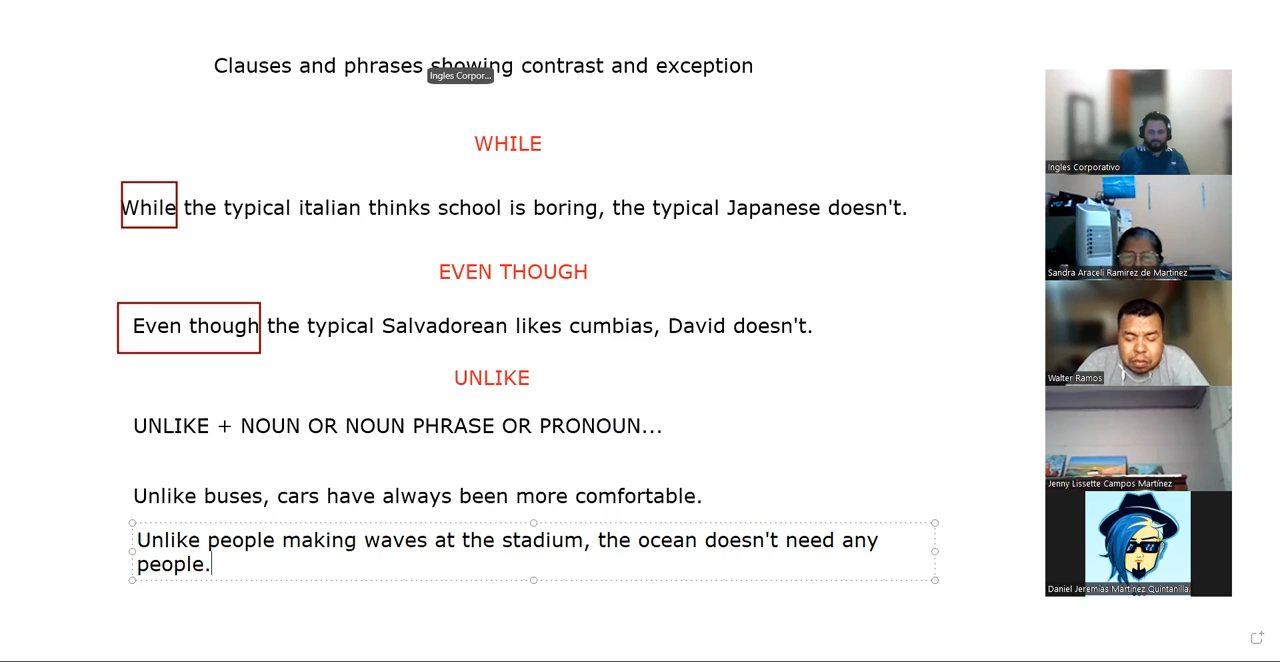 Clauses and phrases showing contrast and exception
Ingles Corpor...
WHILE
While the typical italian thinks school is boring, the typical Japanese doesn't.
EVEN THOUGH
Even though the typical Salvadorean likes cumbias, David doesn't.
UNLIKE
UNLIKE + NOUN OR NOUN PHRASE OR PRONOUN...
Unlike buses, cars have always been more comfortable.
Unlike people making waves at the stadium, the ocean doesn't need any
people.
Ingles Corporativo
Sandra Araceli Ramirez de Martinez
Walter Ramos
Jenny Lissette Campos Martínez
Daniel Jeremías Martínez Quintanilla